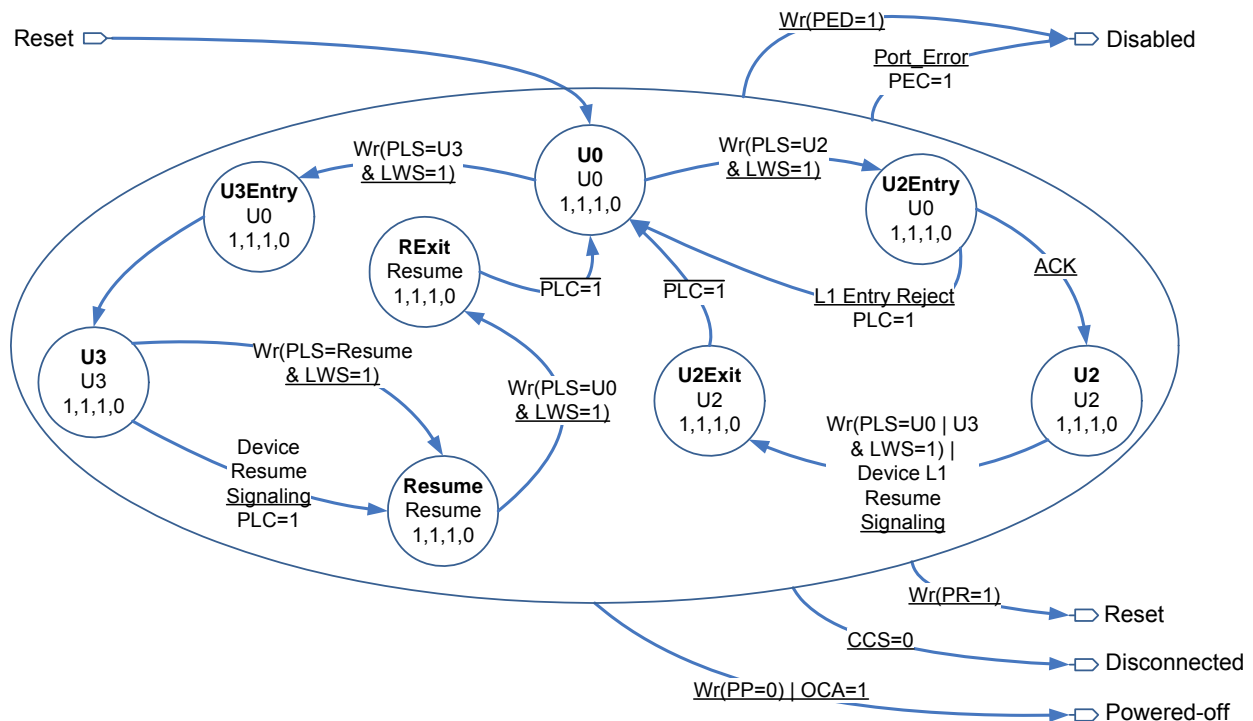 Reset
Wr(PED=1)
Disabled
Port_Error
PEC=1
U0
U0
1,1,1,0
Wr(PLS=U3
& LWS=1)
Wr(PLS=U2
& LWS=1)
U3Entry
U0
1,1,1,0
U2Entry
U0
1,1,1,0
RExit
Resume
1,1,1,0
PLC=1
PLC=1
L1 Entry Reject
PLC=1
ACK
U3
U3
1,1,1,0
Wr(PLS=Resume
& LWS=1)
Wr(PLS=U0
& LWS=1)
U2Exit
U2
1,1,1,0
U2
U2
1,1,1,0
Device
Resume
Signaling
PLC=1
Resume
Resume
1,1,1,0
Wr(PLS=U0 | U3
& LWS=1) |
Device L1
Resume
Signaling
Wr(PR=1)
Reset
CCS=0
Disconnected
Wr(PP=0) | OCA=1
Powered-off